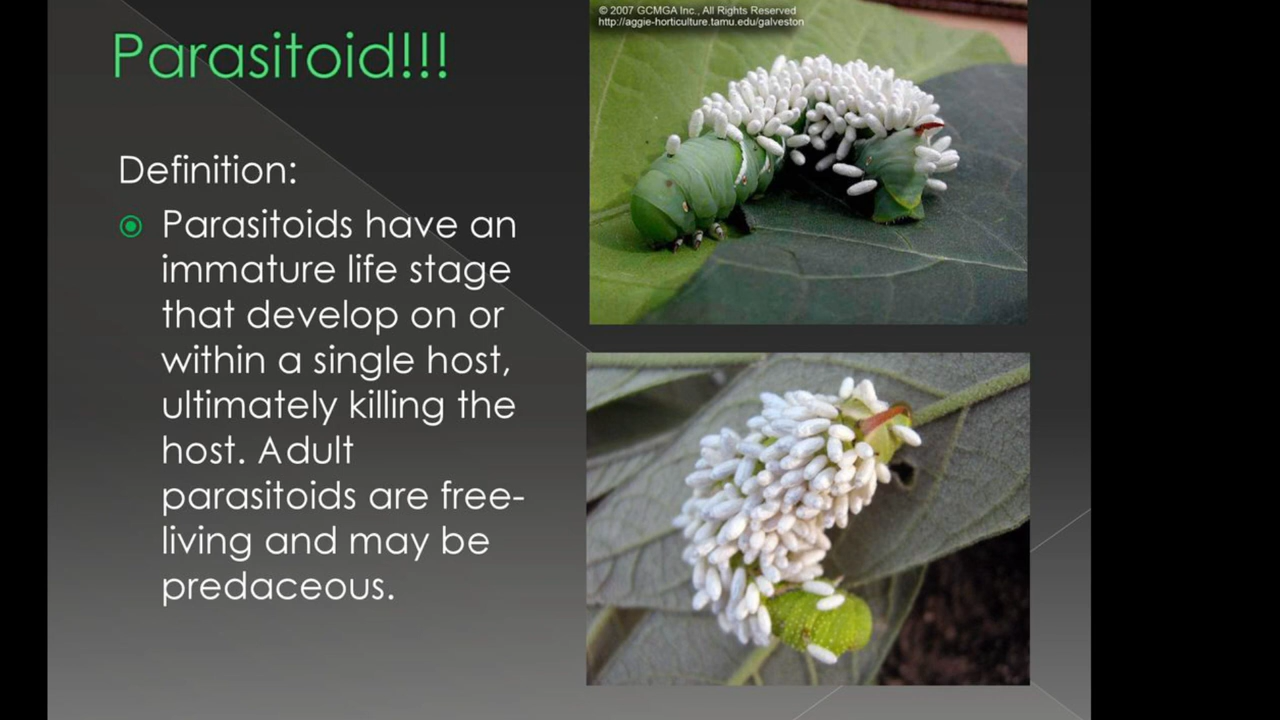 Parasitoid!!!
Definition:
Parasitoids have an
immature life stage
that develop on or
within a single host,
ultimately killing the
host. Adult
parasitoids are free-
living and may be
predaceous.
© 2007 GCMGA Inc., All Rights Reserved
http://aggie-horticulture.tamu.edu/galveston